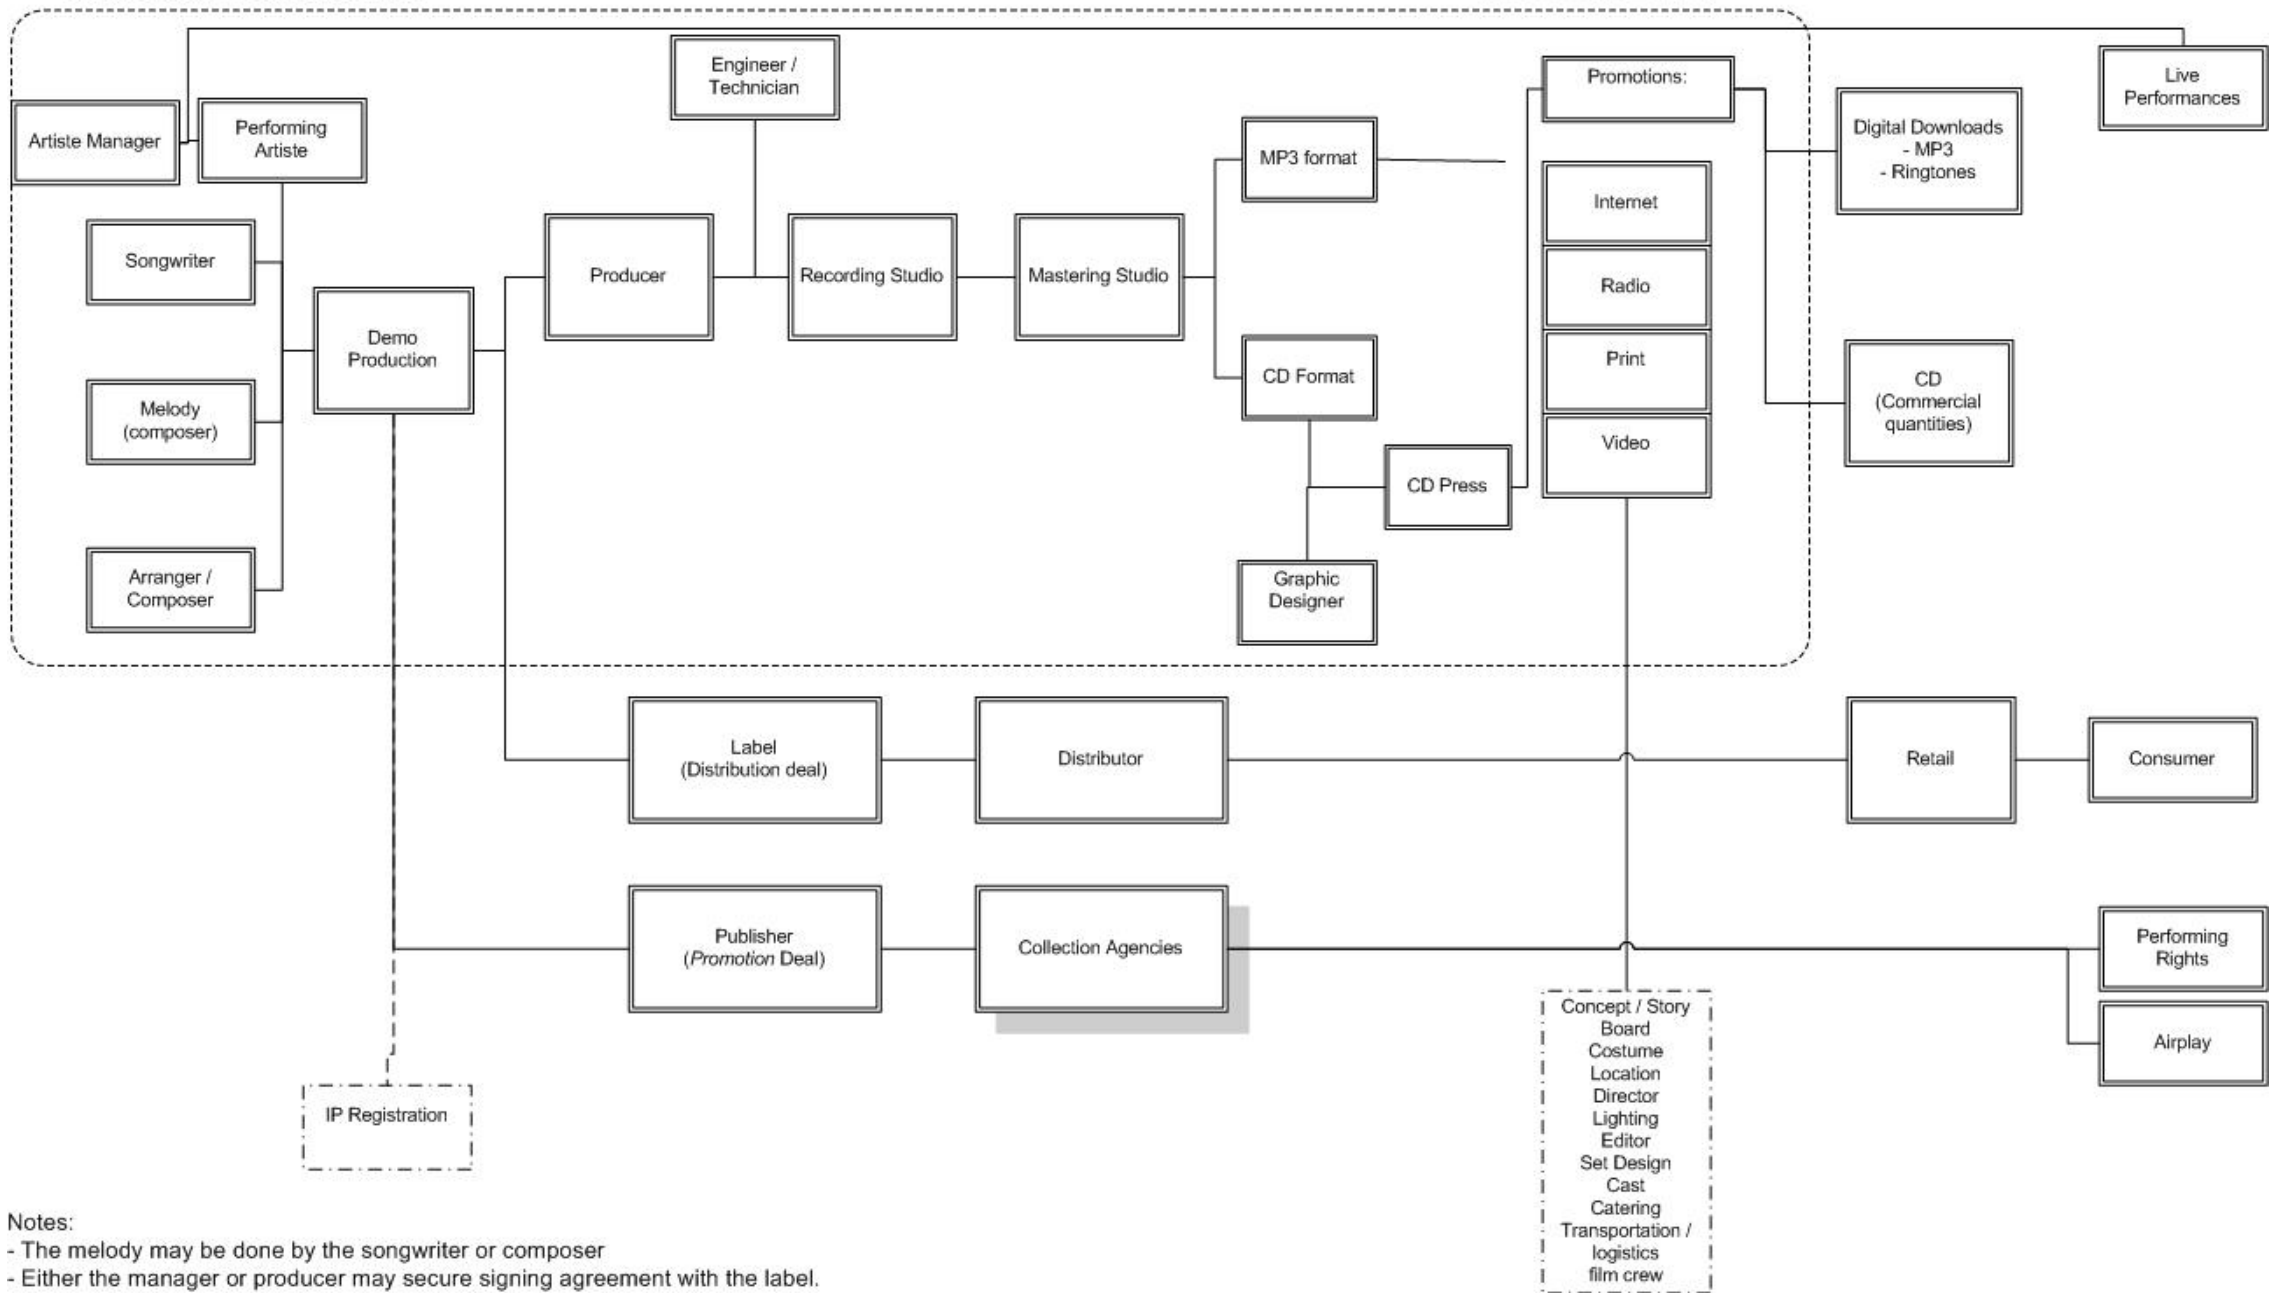 Engineer /
Technician
Promotions:
Live
Performances
Artiste Manager
Performing
Artiste
MP3 format
Digital Downloads
- MP3
- Ringtones
Internet
Songwriter
Producer
Recording Studio
Mastering Studio
Radio
Demo
Production
CD Format
Print
CD
(Commercial
quantities)
Melody
(composer)
Video
CD Press
Arranger /
Composer
Graphic
Designer
Label
(Distribution deal)
Distributor
Retail
Consumer
Publisher
(Promotion Deal)
Collection Agencies
Performing
Rights
Airplay
Concept / Story
Board
Costume
Location
Director
Lighting
Editor
Set Design
Cast
Catering
Transportation /
logistics
film crew
IP Registration
Notes:
- The melody may be done by the songwriter or composer
- Either the manager or producer may secure signing agreement with the label.